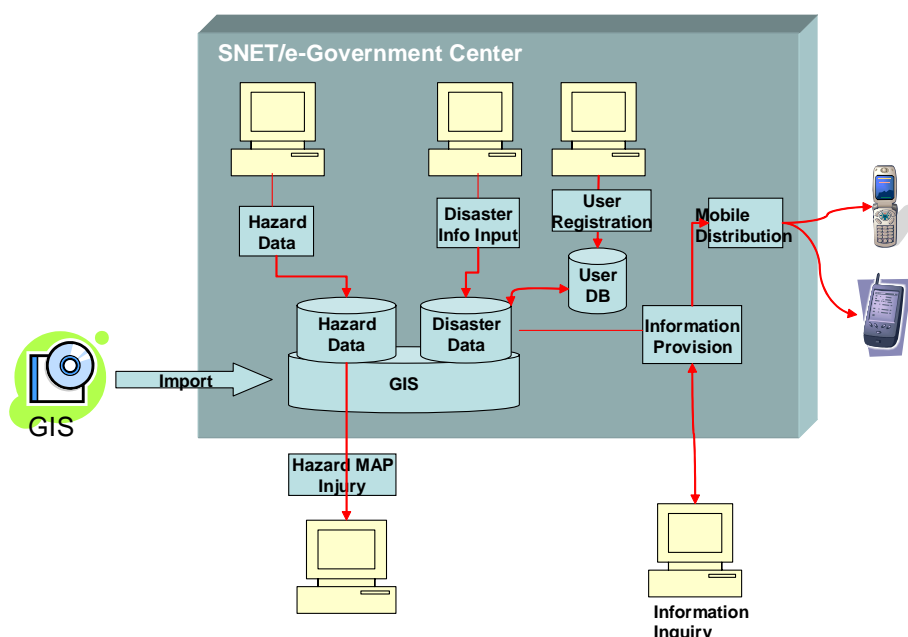 SNET/e-Government Center
Hazard
Data
Disaster
Info Input
User
Registration
Mobile
Distribution
User
DB
Hazard
Data
Disaster
Data
Information
Provision
GIS
Import
GIS
Hazard MAP
Injury
Information
Inquiry